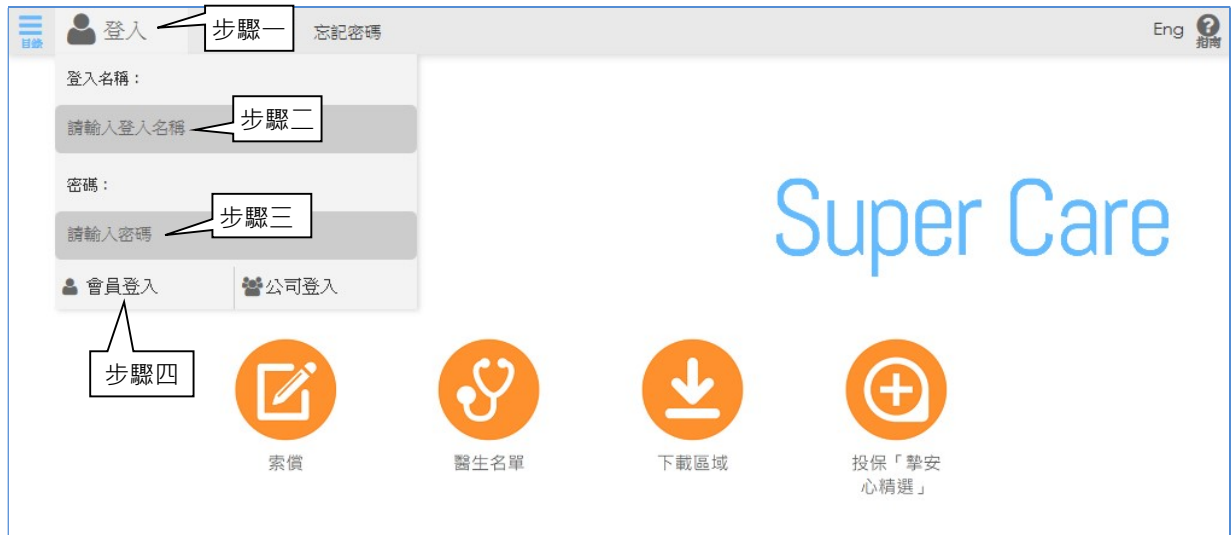 目錄
登入
步驟一
忘記密碼
Eng
指南
登入名稱：
請輸入登入名稱
步驟二
密碼：
請輸入密碼
步驟三
Super Care
會員登入
公司登入
步驟四
索償
醫生名單
下載區域
投保「摯安
心精選」